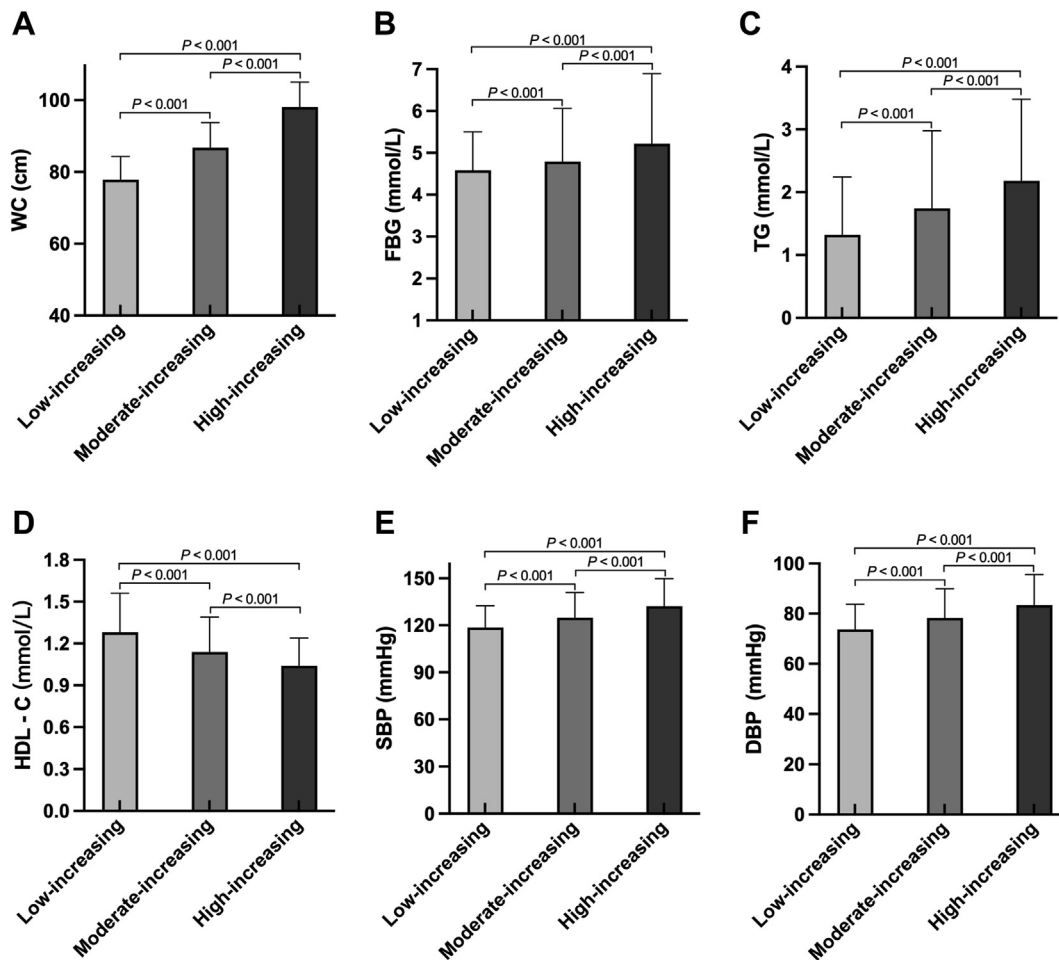 A
P < 0.001
P < 0.001
P < 0.001
100
80
60
40
WC (cm)
Low-increasing
Moderate-increasing
High-increasing
B
P < 0.001
P < 0.001
P < 0.001
7
6
5
4
3
2
1
FBG (mmol/L)
Low-increasing
Moderate-increasing
High-increasing
C
P < 0.001
P < 0.001
P < 0.001
4
3
2
1
0
TG (mmol/L)
Low-increasing
Moderate-increasing
High-increasing
D
P < 0.001
P < 0.001
P < 0.001
1.8
1.5
1.2
0.9
0.6
0.3
0.0
HDL - C (mmol/L)
Low-increasing
Moderate-increasing
High-increasing
E
P < 0.001
P < 0.001
P < 0.001
150
120
90
60
30
0
SBP (mmHg)
Low-increasing
Moderate-increasing
High-increasing
F
P < 0.001
P < 0.001
P < 0.001
100
80
60
40
20
0
DBP (mmHg)
Low-increasing
Moderate-increasing
High-increasing